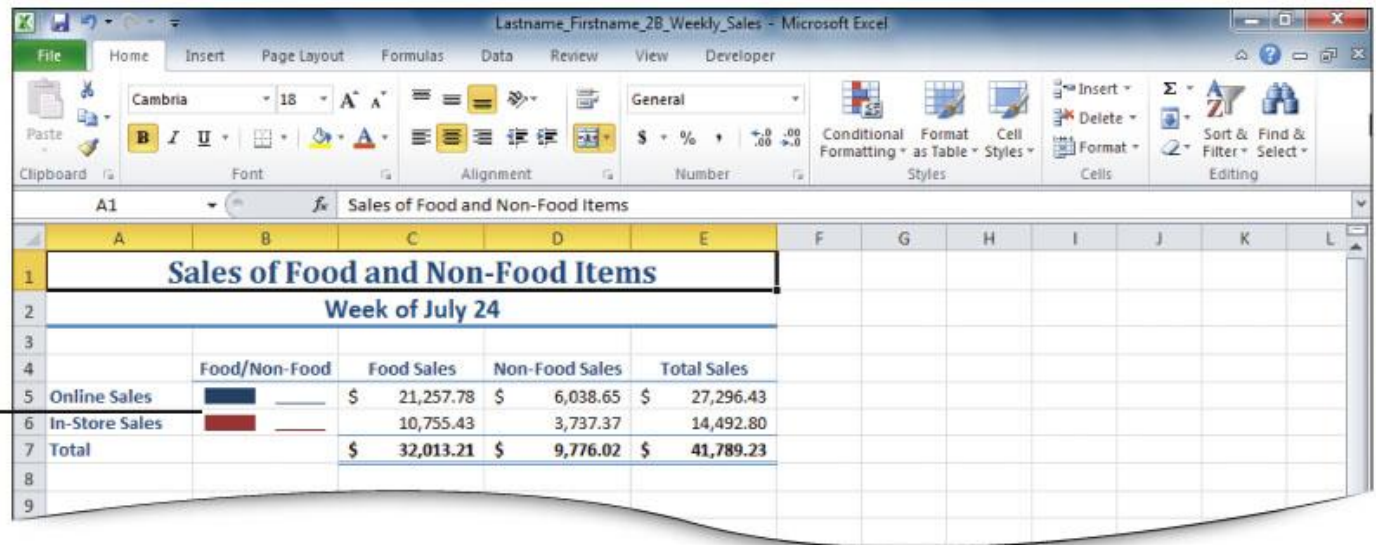 Lastname_Firstname_2B_Weekly_Sales - Microsoft Excel
File Home Insert Page Layout Formulas Data Review View Developer
Cambria 18 General Insert
Paste Delete
Conditional Formatting Format as Table Cell Styles Format Sort & Filter Find & Select
Clipboard Font Alignment Number Styles Cells Editing
A1 fx Sales of Food and Non-Food Items
A B C D E F G H I J K L
1 Sales of Food and Non-Food Items
2 Week of July 24
3
4 Food/Non-Food Food Sales Non-Food Sales Total Sales
5 Online Sales $ 21,257.78 $ 6,038.65 $ 27,296.43
6 In-Store Sales 10,755.43 3,737.37 14,492.80
7 Total $ 32,013.21 $ 9,776.02 $ 41,789.23
8
9